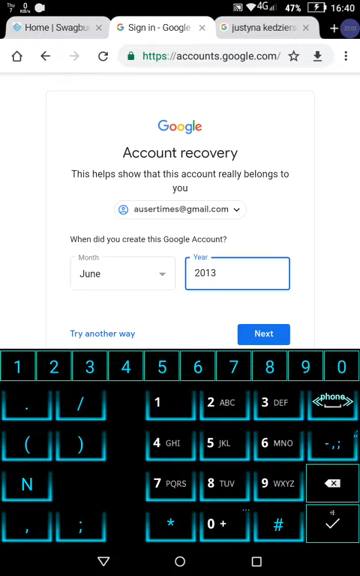 Thu 7
0 KB/s
4G
47%
16:40
Home | Swagbu
Sign in - Google
justyna kedziers
https://accounts.google.com/
Google
Account recovery
This helps show that this account really belongs to
you
ausertimes@gmail.com
When did you create this Google Account?
Month
Year
June
2013
Try another way
Next
1 2 3 4 5 6 7 8 9 0
. / 1 2 ABC 3 DEF phone
( ) 4 GHI 5 JKL 6 MNO -,;
N 7 PQRS 8 TUV 9 WXYZ
, ; * 0 + ... #